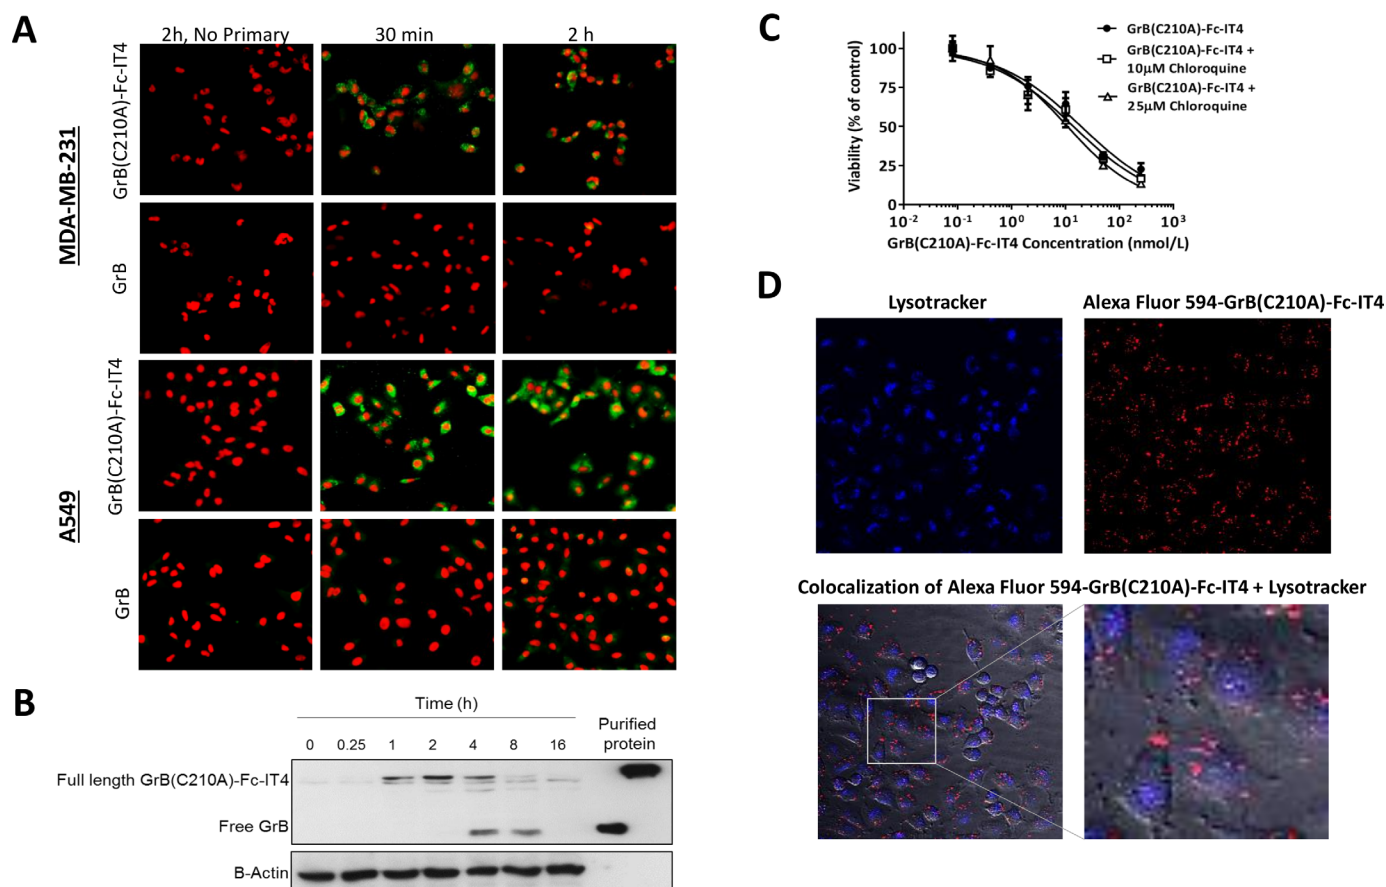 A
2h, No Primary
30 min
2 h
MDA-MB-231
GrB(C210A)-Fc-IT4
GrB
A549
GrB(C210A)-Fc-IT4
GrB
B
Time (h)
0 0.25 1 2 4 8 16
Purified
protein
Full length GrB(C210A)-Fc-IT4
Free GrB
B-Actin
C
GrB(C210A)-Fc-IT4
GrB(C210A)-Fc-IT4 +
10µM Chloroquine
GrB(C210A)-Fc-IT4 +
25µM Chloroquine
Viability (% of control)
100
75
50
25
0
10-2 10-1 100 101 102 103
GrB(C210A)-Fc-IT4 Concentration (nmol/L)
D
Lysotracker
Alexa Fluor 594-GrB(C210A)-Fc-IT4
Colocalization of Alexa Fluor 594-GrB(C210A)-Fc-IT4 + Lysotracker